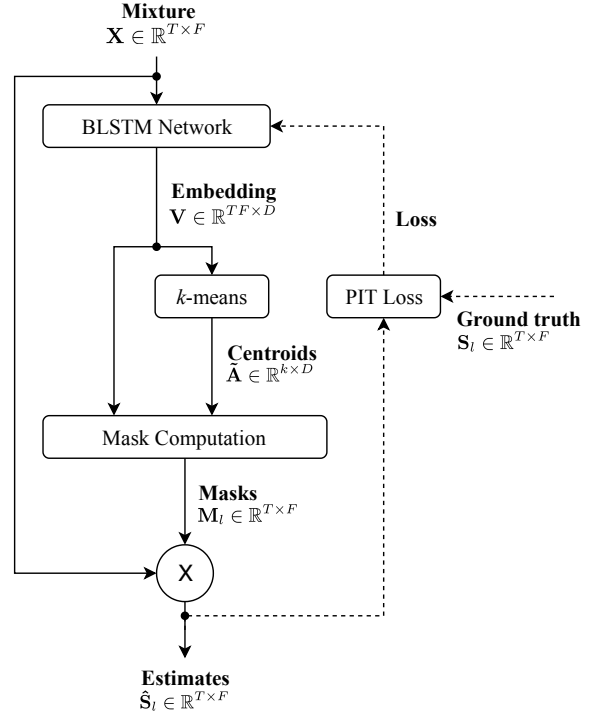 Mixture
X ∈ ℝ^{T×F}
BLSTM Network
Embedding
V ∈ ℝ^{TF×D}
Loss
k-means
PIT Loss
Ground truth
S_l ∈ ℝ^{T×F}
Centroids
Ã ∈ ℝ^{k×D}
Mask Computation
Masks
M_l ∈ ℝ^{T×F}
X
Estimates
Ŝ_l ∈ ℝ^{T×F}